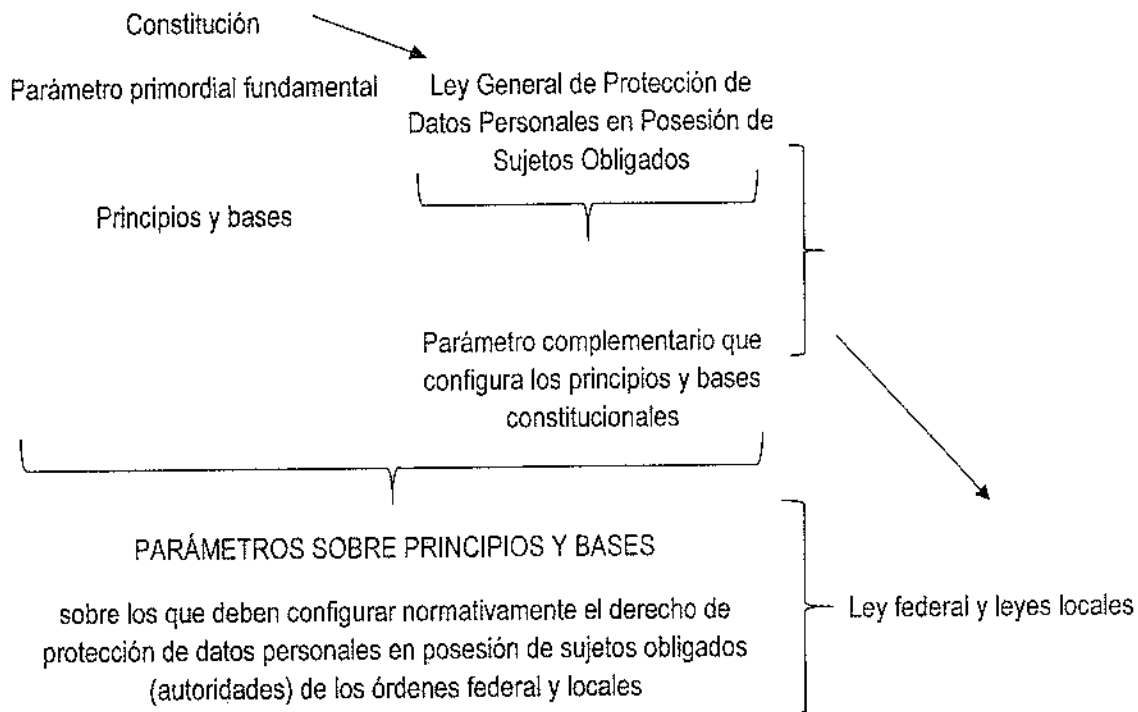 Constitución
Parámetro primordial fundamental
Ley General de Protección de
Datos Personales en Posesión de
Sujetos Obligados
Principios y bases
Parámetro complementario que
configura los principios y bases
constitucionales
PARÁMETROS SOBRE PRINCIPIOS Y BASES
sobre los que deben configurar normativamente el derecho de
protección de datos personales en posesión de sujetos obligados
(autoridades) de los órdenes federal y locales
Ley federal y leyes locales